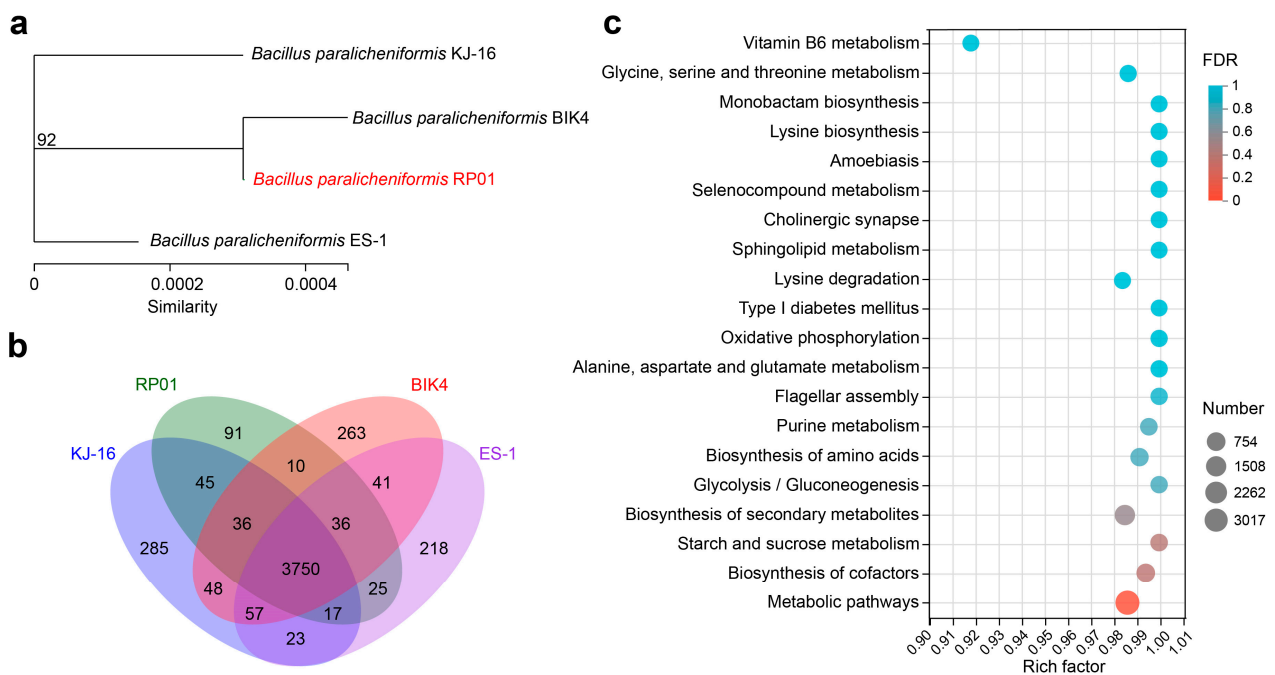 a
Bacillus paralicheniformis KJ-16
Bacillus paralicheniformis BIK4
92
Bacillus paralicheniformis RP01
Bacillus paralicheniformis ES-1
0 0.0002 0.0004
Similarity
b
RP01 BIK4
KJ-16 ES-1
91 263
10
45 41
36 36
285 218
3750
48 25
57 17
23
c
Vitamin B6 metabolism
Glycine, serine and threonine metabolism
Monobactam biosynthesis
Lysine biosynthesis
Amoebiasis
Selenocompound metabolism
Cholinergic synapse
Sphingolipid metabolism
Lysine degradation
Type I diabetes mellitus
Oxidative phosphorylation
Alanine, aspartate and glutamate metabolism
Flagellar assembly
Purine metabolism
Biosynthesis of amino acids
Glycolysis / Gluconeogenesis
Biosynthesis of secondary metabolites
Starch and sucrose metabolism
Biosynthesis of cofactors
Metabolic pathways
0.90 0.91 0.92 0.93 0.94 0.95 0.96 0.97 0.98 0.99 1.00 1.01
Rich factor
FDR
1
0.8
0.6
0.4
0.2
0
Number
754
1508
2262
3017